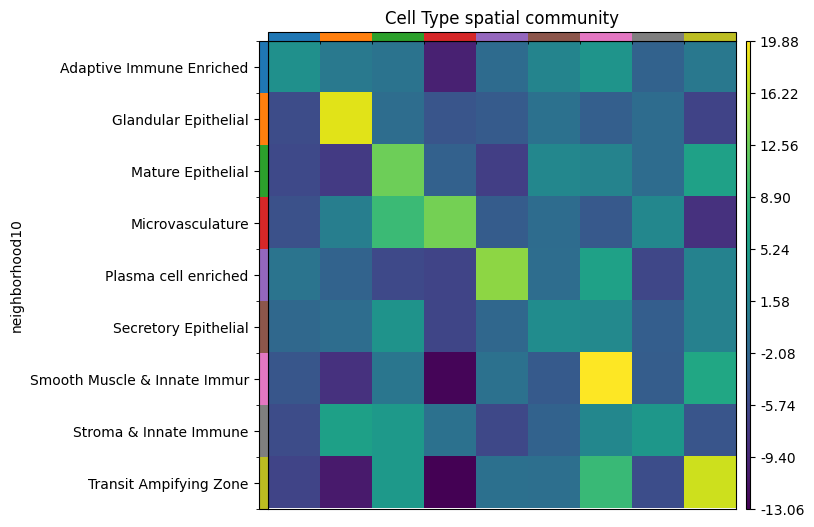 Cell Type spatial community
neighborhood10
Adaptive Immune Enriched
Glandular Epithelial
Mature Epithelial
Microvasculature
Plasma cell enriched
Secretory Epithelial
Smooth Muscle & Innate Immur
Stroma & Innate Immune
Transit Ampifying Zone
19.88
16.22
12.56
8.90
5.24
1.58
-2.08
-5.74
-9.40
-13.06